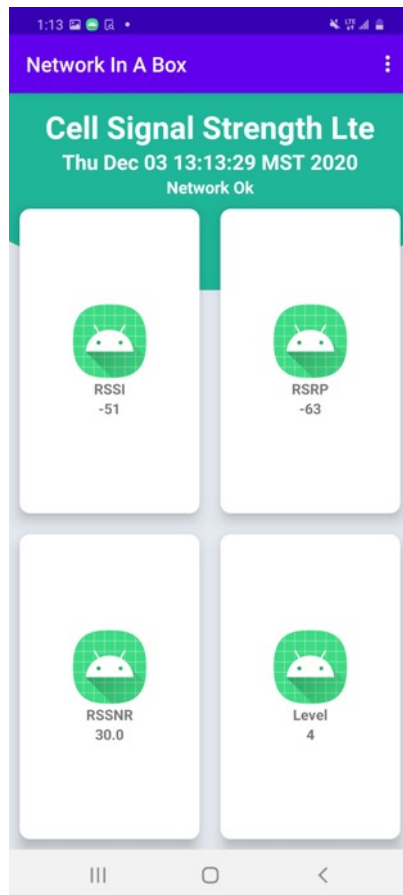 1:13
Network In A Box
Cell Signal Strength Lte
Thu Dec 03 13:13:29 MST 2020
Network Ok
RSSI
-51
RSRP
-63
RSSNR
30.0
Level
4